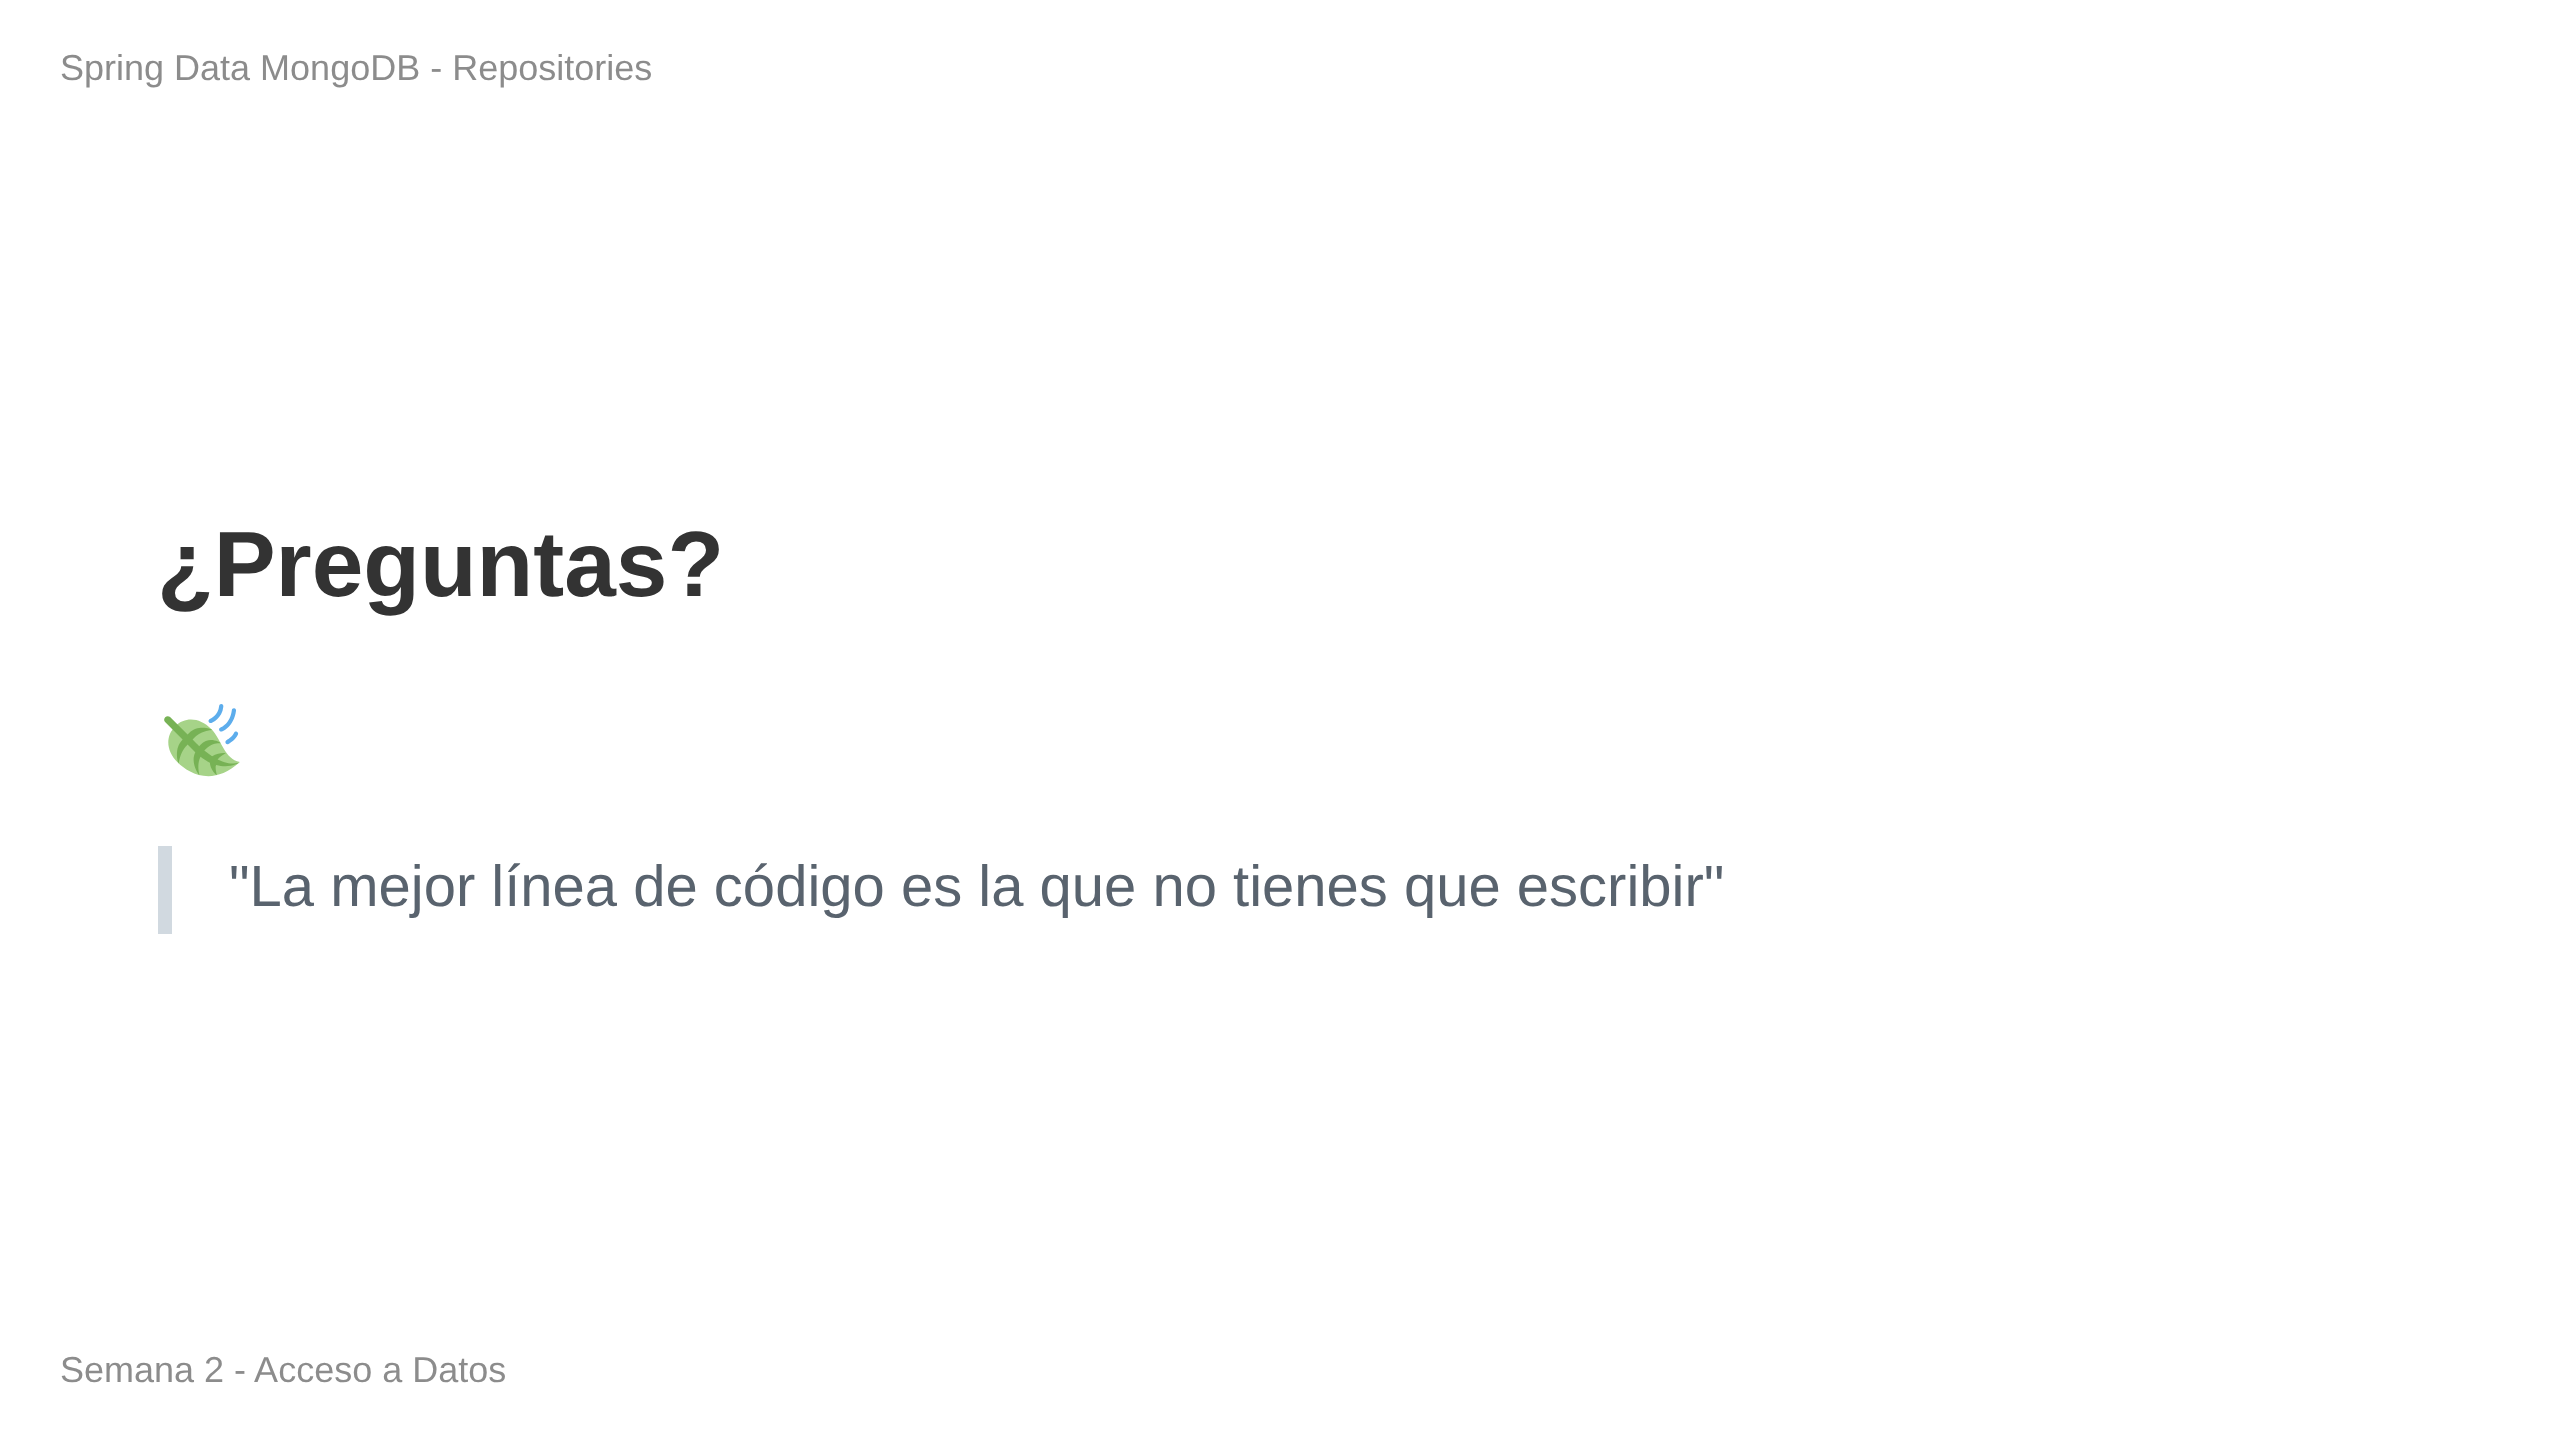 Spring Data MongoDB - Repositories
¿Preguntas?
"La mejor línea de código es la que no tienes que escribir"
Semana 2 - Acceso a Datos